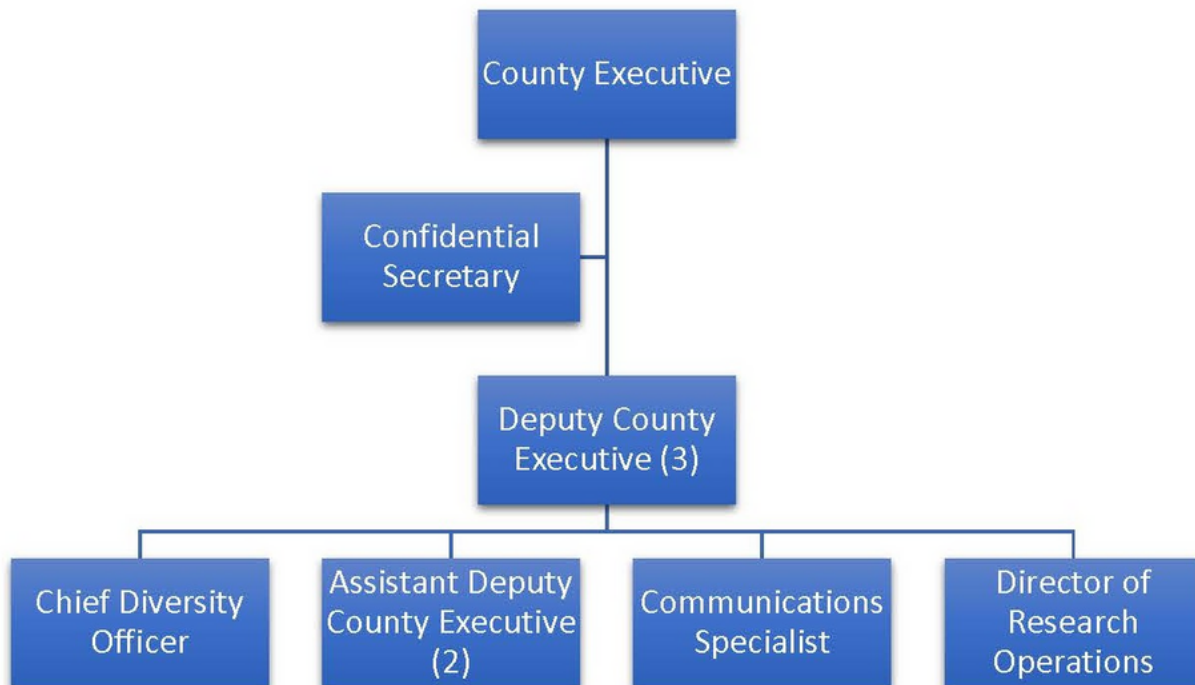 County Executive
Confidential
Secretary
Deputy County
Executive (3)
Chief Diversity
Officer
Assistant Deputy
County Executive
(2)
Communications
Specialist
Director of
Research
Operations